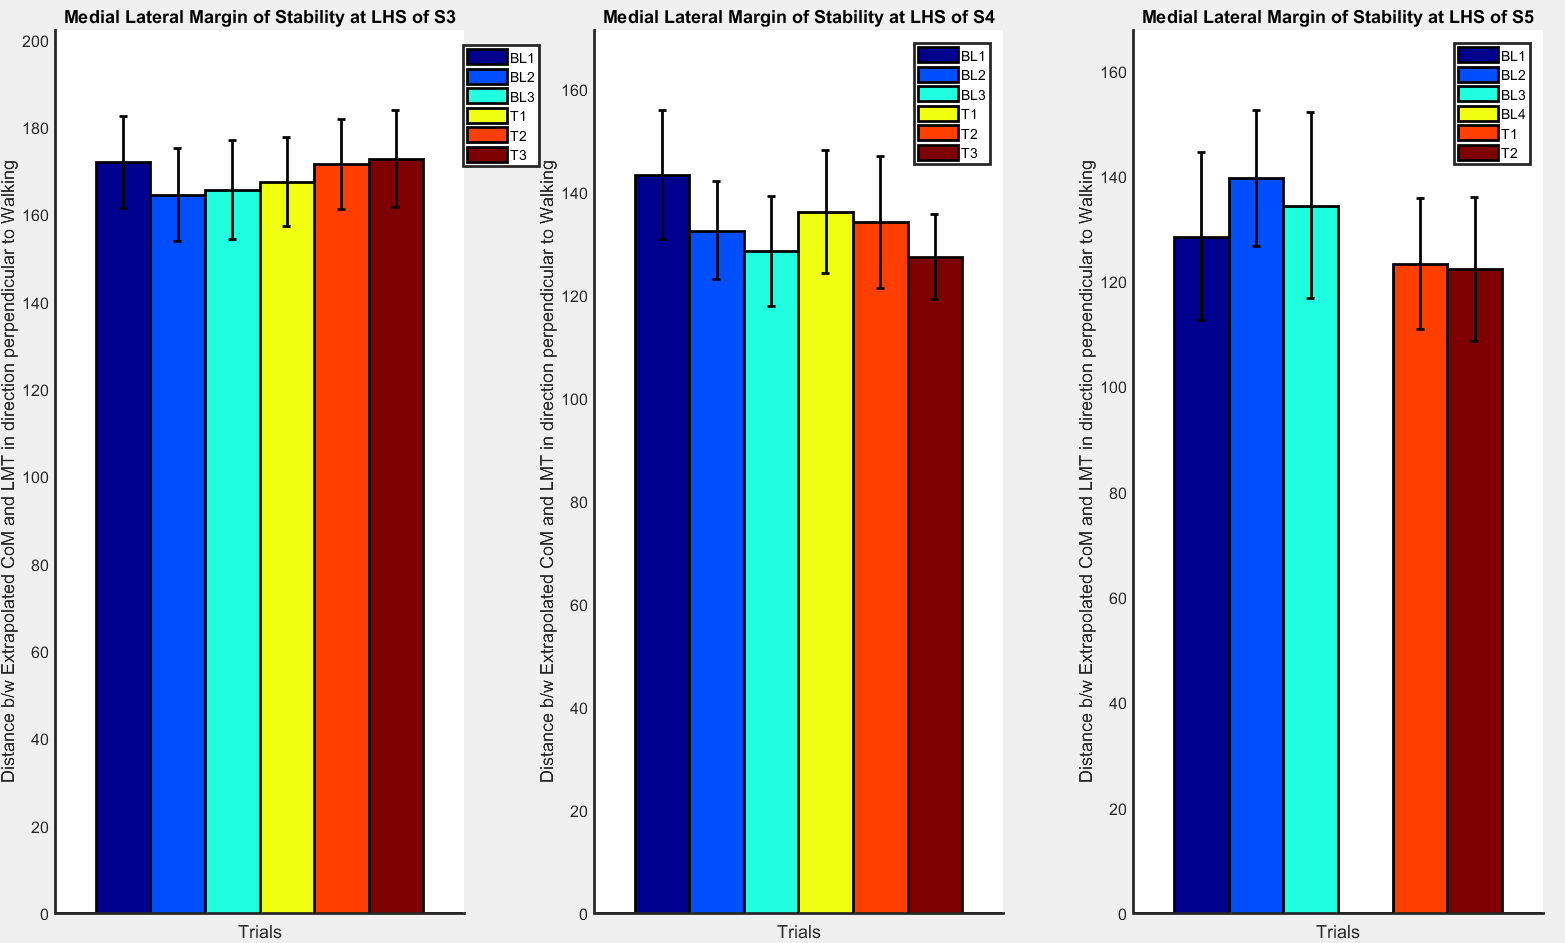 Medial Lateral Margin of Stability at LHS of S3
Distance b/w Extrapolated CoM and LMT in direction perpendicular to Walking
200
180
160
140
120
100
80
60
40
20
0
BL1
BL2
BL3
T1
T2
T3
Trials
Medial Lateral Margin of Stability at LHS of S4
Distance b/w Extrapolated CoM and LMT in direction perpendicular to Walking
160
140
120
100
80
60
40
20
0
BL1
BL2
BL3
T1
T2
T3
Trials
Medial Lateral Margin of Stability at LHS of S5
Distance b/w Extrapolated CoM and LMT in direction perpendicular to Walking
160
140
120
100
80
60
40
20
0
BL1
BL2
BL3
BL4
T1
T2
Trials